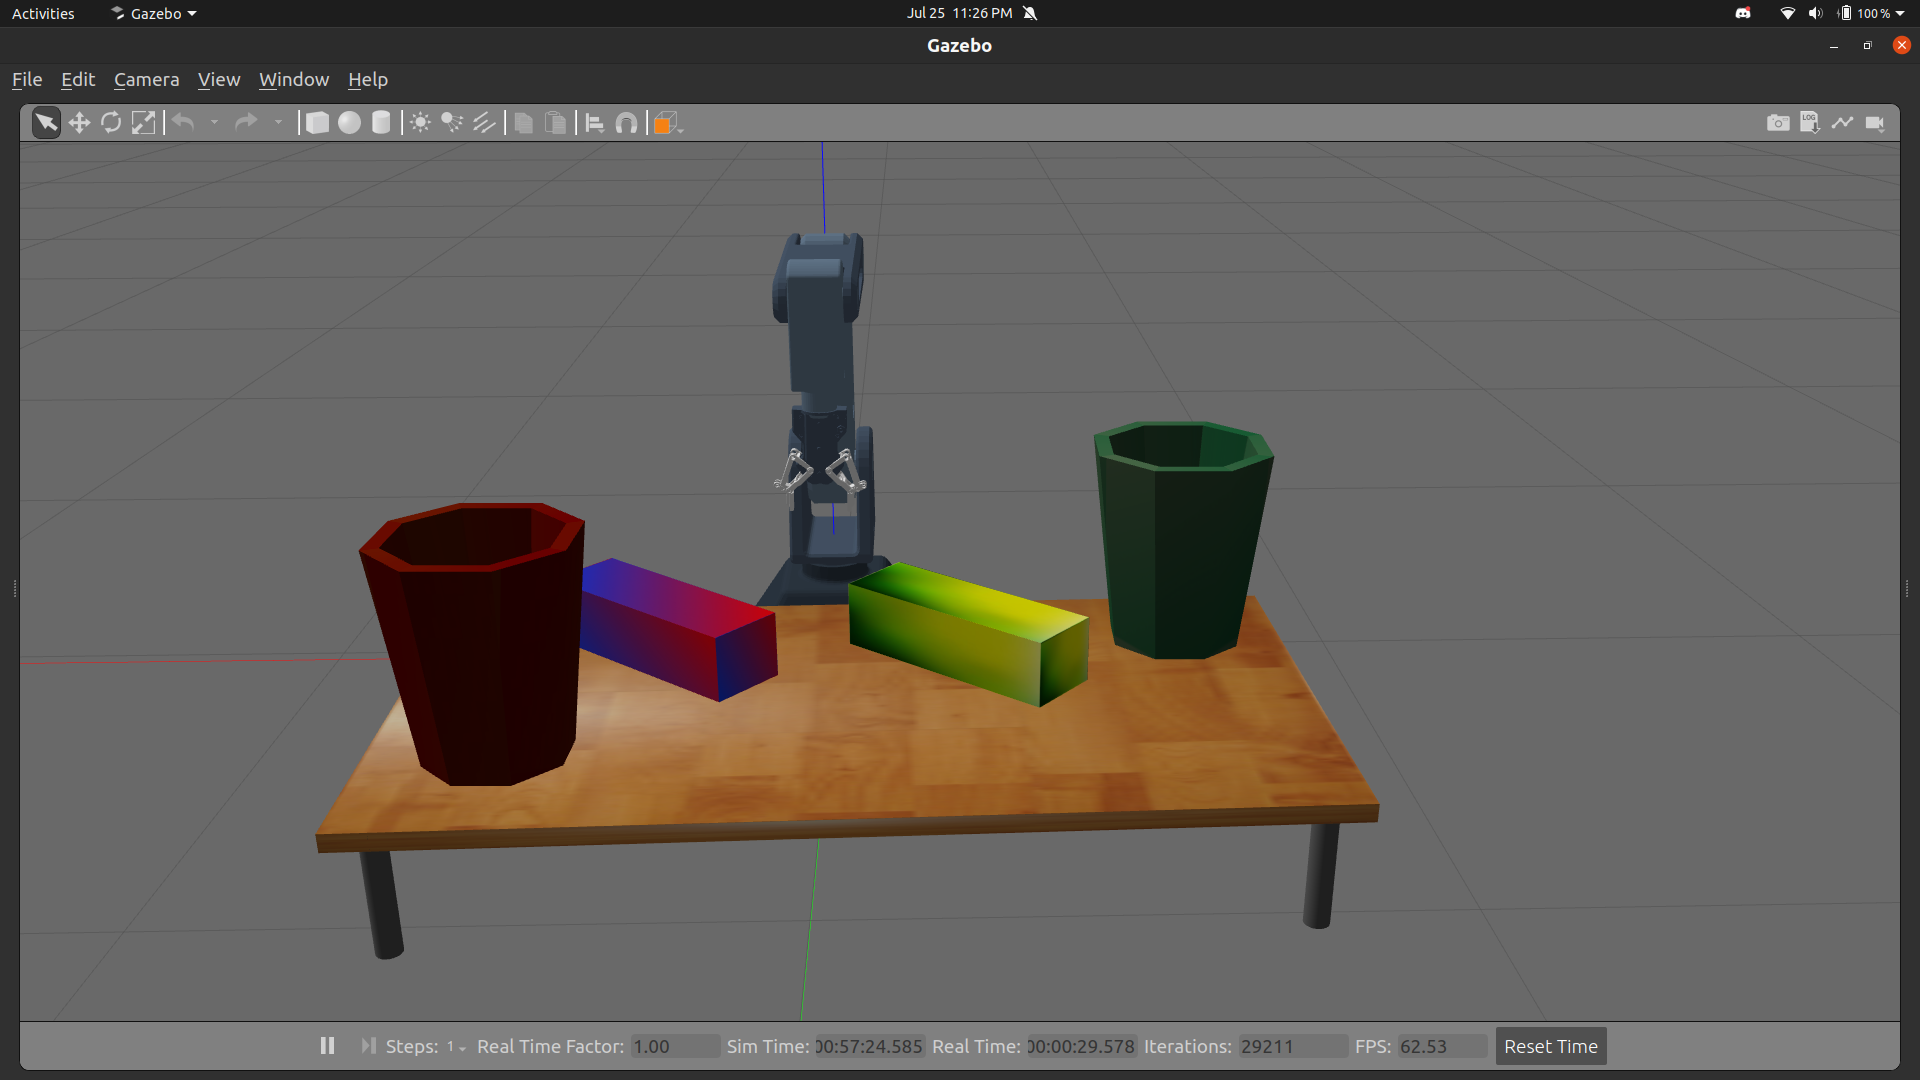 Activities Gazebo Jul 25 11:26 PM 100 %
Gazebo
File Edit Camera View Window Help
LOG
Steps: 1 Real Time Factor: 1.00 Sim Time: 00:57:24.585 Real Time: 00:00:29.578 Iterations: 29211 FPS: 62.53 Reset Time